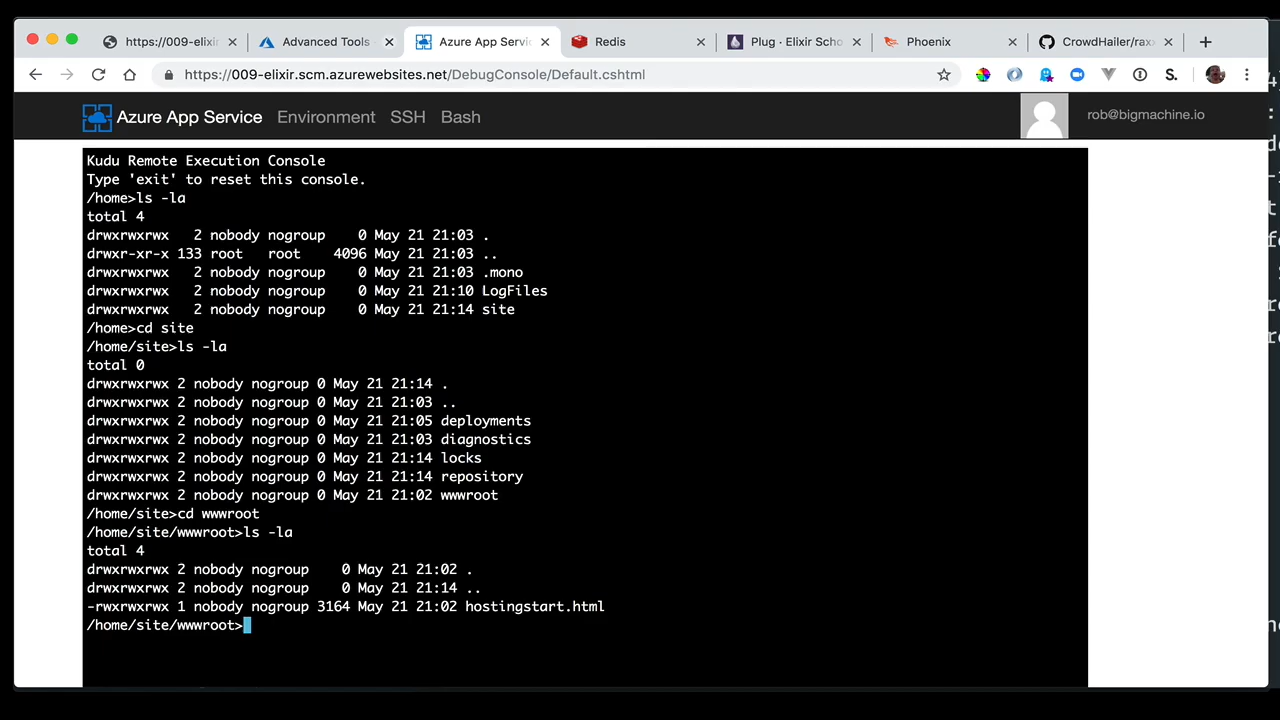 https://009-elixi
Advanced Tools
Azure App Servi
Redis
Plug · Elixir Scho
Phoenix
CrowdHailer/rax
https://009-elixir.scm.azurewebsites.net/DebugConsole/Default.cshtml
S.
Azure App Service Environment SSH Bash
rob@bigmachine.io
Kudu Remote Execution Console
Type 'exit' to reset this console.
/home>ls -la
total 4
drwxrwxrwx   2 nobody nogroup    0 May 21 21:03 .
drwxr-xr-x 133 root   root    4096 May 21 21:03 ..
drwxrwxrwx   2 nobody nogroup    0 May 21 21:03 .mono
drwxrwxrwx   2 nobody nogroup    0 May 21 21:10 LogFiles
drwxrwxrwx   2 nobody nogroup    0 May 21 21:14 site
/home>cd site
/home/site>ls -la
total 0
drwxrwxrwx 2 nobody nogroup 0 May 21 21:14 .
drwxrwxrwx 2 nobody nogroup 0 May 21 21:03 ..
drwxrwxrwx 2 nobody nogroup 0 May 21 21:05 deployments
drwxrwxrwx 2 nobody nogroup 0 May 21 21:03 diagnostics
drwxrwxrwx 2 nobody nogroup 0 May 21 21:14 locks
drwxrwxrwx 2 nobody nogroup 0 May 21 21:14 repository
drwxrwxrwx 2 nobody nogroup 0 May 21 21:02 wwwroot
/home/site>cd wwwroot
/home/site/wwwroot>ls -la
total 4
drwxrwxrwx 2 nobody nogroup    0 May 21 21:02 .
drwxrwxrwx 2 nobody nogroup    0 May 21 21:14 ..
-rwxrwxrwx 1 nobody nogroup 3164 May 21 21:02 hostingstart.html
/home/site/wwwroot>